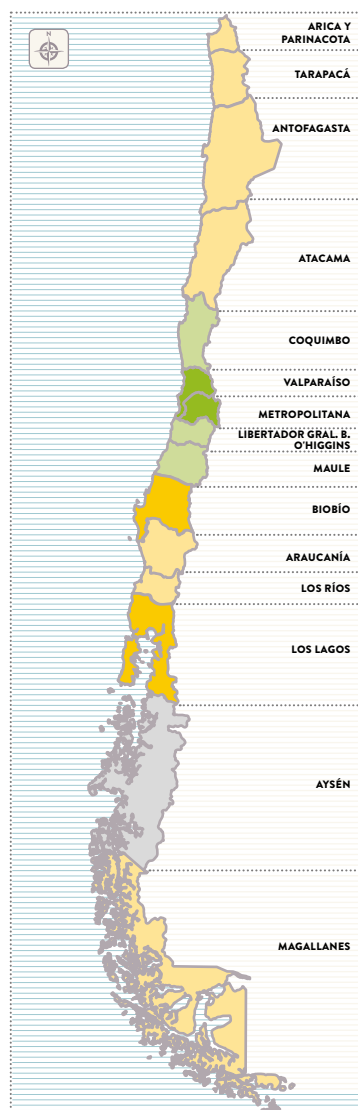 ARICA Y
PARINACOTA
N
TARAPACÁ
ANTOFAGASTA
ATACAMA
COQUIMBO
VALPARAÍSO
METROPOLITANA
LIBERTADOR GRAL. B.
O'HIGGINS
MAULE
BIOBÍO
ARAUCANÍA
LOS RÍOS
LOS LAGOS
AYSÉN
MAGALLANES